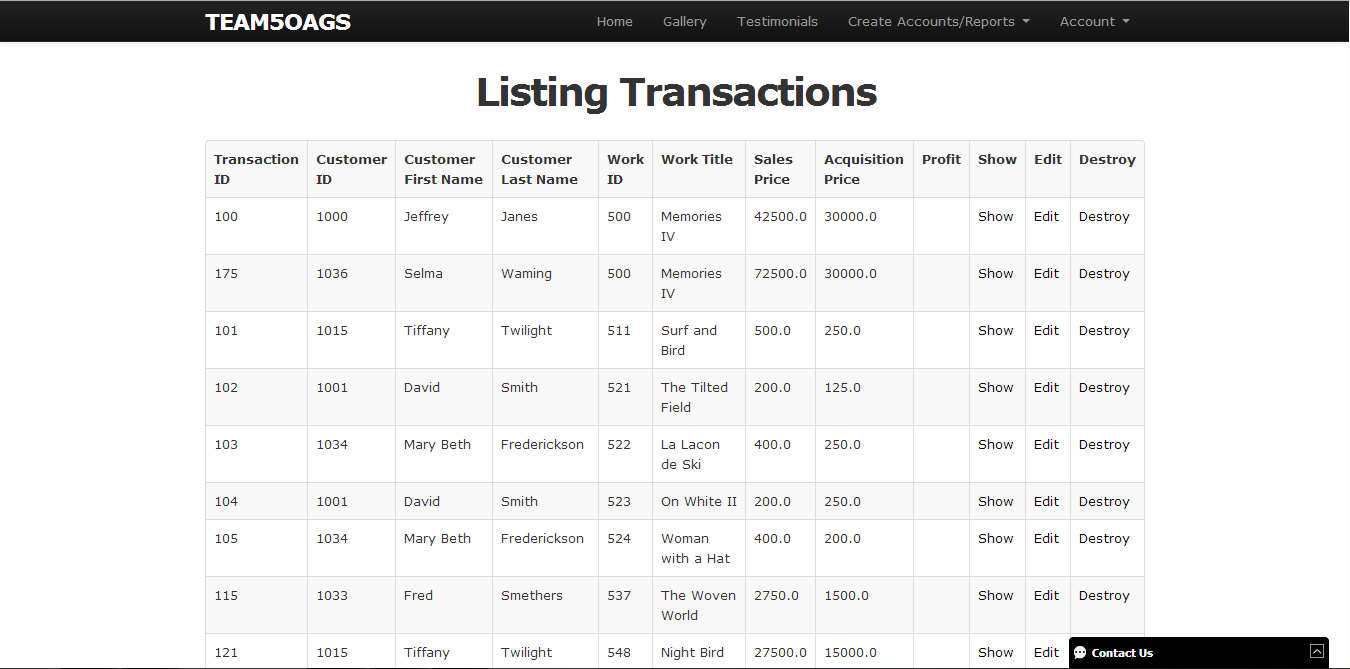 TEAM5OAGS Home Gallery Testimonials Create Accounts/Reports Account
Listing Transactions
Transaction ID Customer ID Customer First Name Customer Last Name Work ID Work Title Sales Price Acquisition Price Profit Show Edit Destroy
100 1000 Jeffrey Janes 500 Memories IV 42500.0 30000.0 Show Edit Destroy
175 1036 Selma Waming 500 Memories IV 72500.0 30000.0 Show Edit Destroy
101 1015 Tiffany Twilight 511 Surf and Bird 500.0 250.0 Show Edit Destroy
102 1001 David Smith 521 The Tilted Field 200.0 125.0 Show Edit Destroy
103 1034 Mary Beth Frederickson 522 La Lacon de Ski 400.0 250.0 Show Edit Destroy
104 1001 David Smith 523 On White II 200.0 250.0 Show Edit Destroy
105 1034 Mary Beth Frederickson 524 Woman with a Hat 400.0 200.0 Show Edit Destroy
115 1033 Fred Smethers 537 The Woven World 2750.0 1500.0 Show Edit Destroy
121 1015 Tiffany Twilight 548 Night Bird 27500.0 15000.0 Show Edit
Contact Us